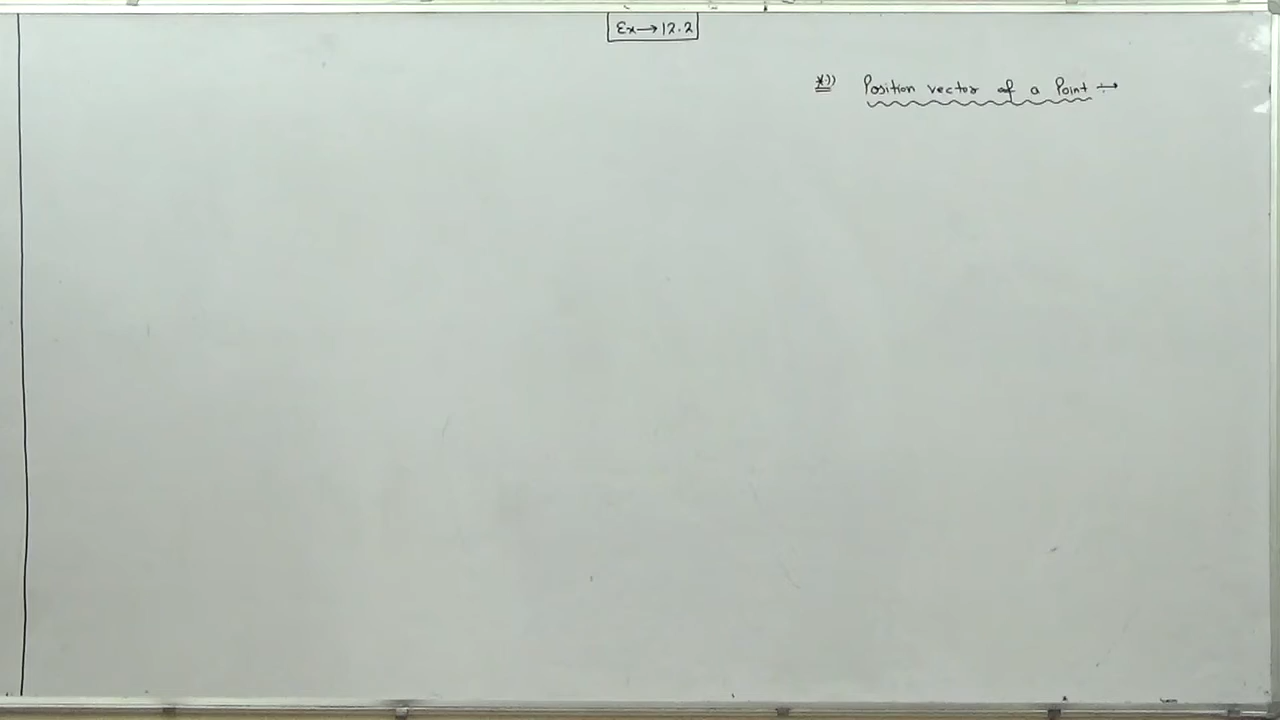 Ex→12.2
*.)) Position vector of a Point →